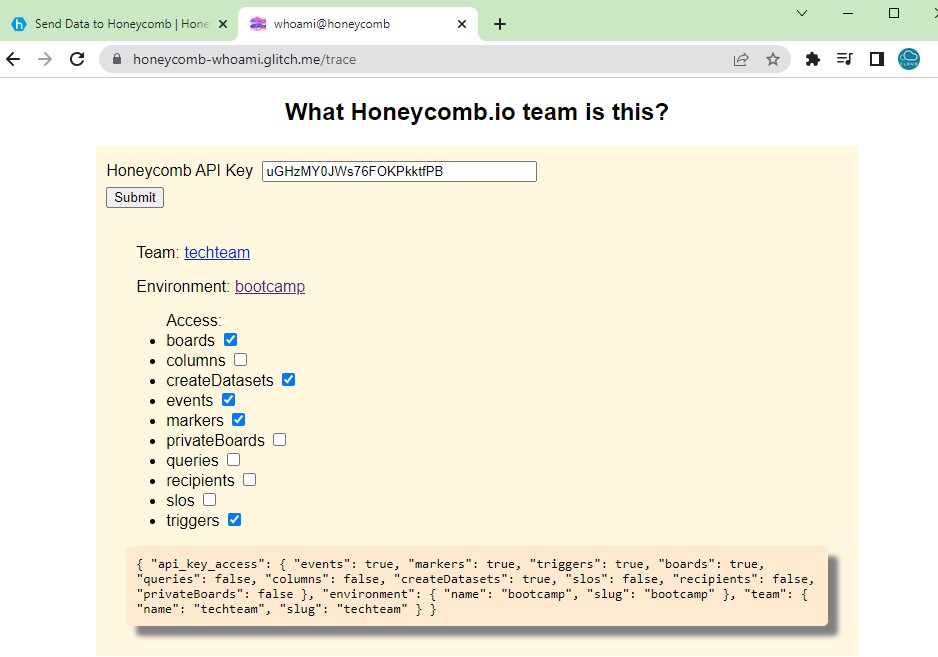 Send Data to Honeycomb | Hone
whoami@honeycomb
honeycomb-whoami.glitch.me/trace
What Honeycomb.io team is this?
Honeycomb API Key uGHzMY0JWs76FOKPkktfPB
Submit
Team: techteam
Environment: bootcamp
Access:
boards
columns
createDatasets
events
markers
privateBoards
queries
recipients
slos
triggers
{ "api_key_access": { "events": true, "markers": true, "triggers": true, "boards": true,
"queries": false, "columns": false, "createDatasets": true, "slos": false, "recipients": false,
"privateBoards": false }, "environment": { "name": "bootcamp", "slug": "bootcamp" }, "team": {
"name": "techteam", "slug": "techteam" } }